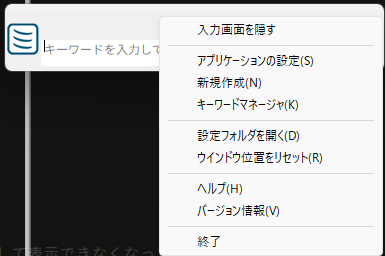 入力画面を隠す
キーワードを入力して
アプリケーションの設定(S)
新規作成(N)
キーワードマネージャ(K)
設定フォルダを開く(D)
ウインドウ位置をリセット(R)
ヘルプ(H)
バージョン情報(V)
して表示できなくなっ
終了